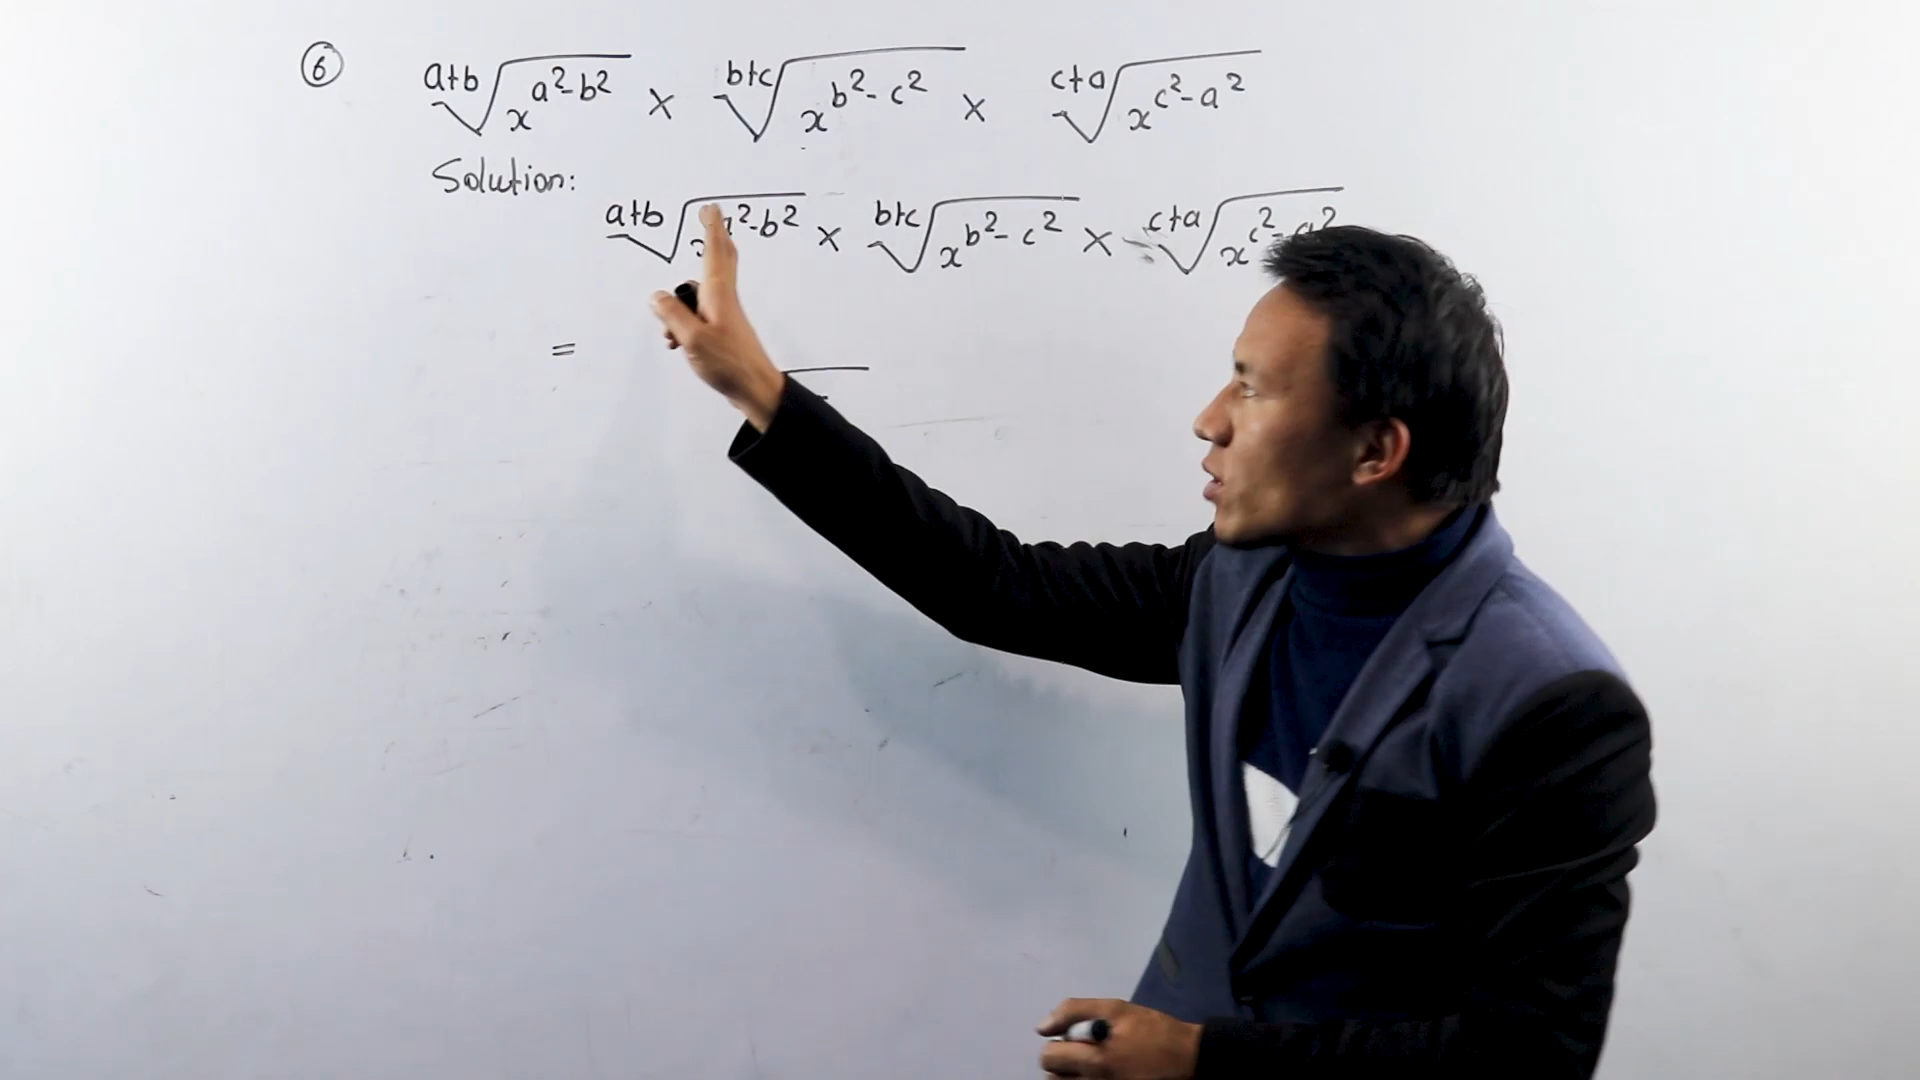 ⑥ a+b√x^a²-b² × b+c√x^b²-c² × c+a√x^c²-a²
Solution:
a+b√x^a²-b² × b+c√x^b²-c² × c+a√x^c²-a²
=